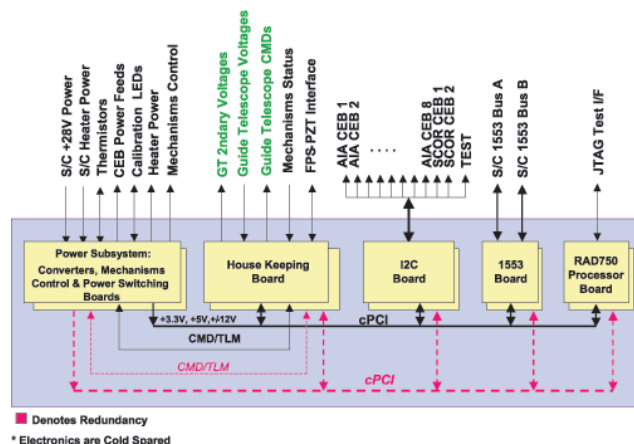 S/C +28V Power
S/C Heater Power
Thermistors
CEB Power Feeds
Calibration LEDs
Heater Power
Mechanisms Control
GT 2ndary Voltages
Guide Telescope Voltages
Guide Telescope CMDs
Mechanisms Status
FPS-PZT Interface
AIA CEB 1
AIA CEB 2
. . . .
AIA CEB 8
SCOR CEB 1
SCOR CEB 2
TEST
S/C 1553 Bus A
S/C 1553 Bus B
JTAG Test I/F
Power Subsystem:
Converters, Mechanisms
Control & Power Switching
Boards
House Keeping
Board
I2C
Board
1553
Board
RAD750
Processor
Board
+3.3V, +5V,+/-12V
cPCI
CMD/TLM
CMD/TLM
cPCI
Denotes Redundancy
* Electronics are Cold Spared